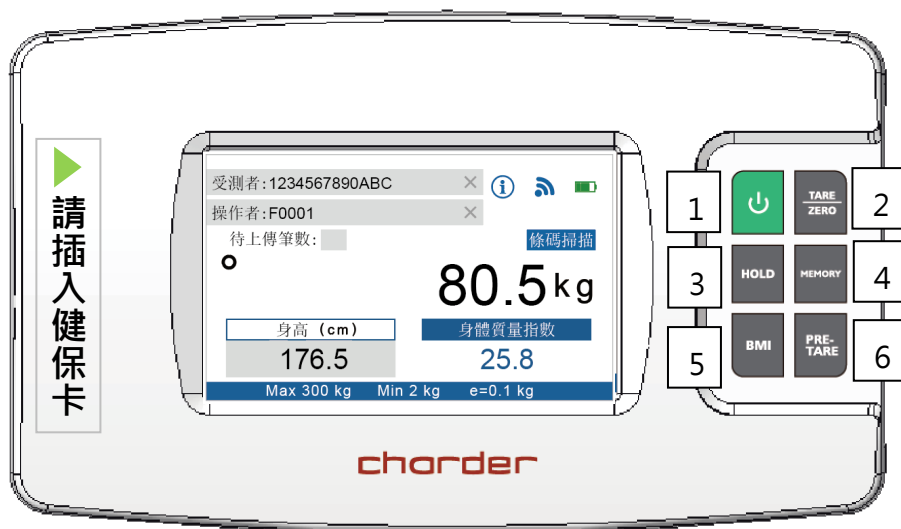 請插入健保卡
受測者:1234567890ABC
操作者:F0001
待上傳筆數:
條碼掃描
80.5kg
身高 (cm)
身體質量指數
176.5
25.8
Max 300 kg Min 2 kg e=0.1 kg
charder
1
TARE
ZERO
2
3
HOLD
MEMORY
4
5
BMI
PRE-
TARE
6